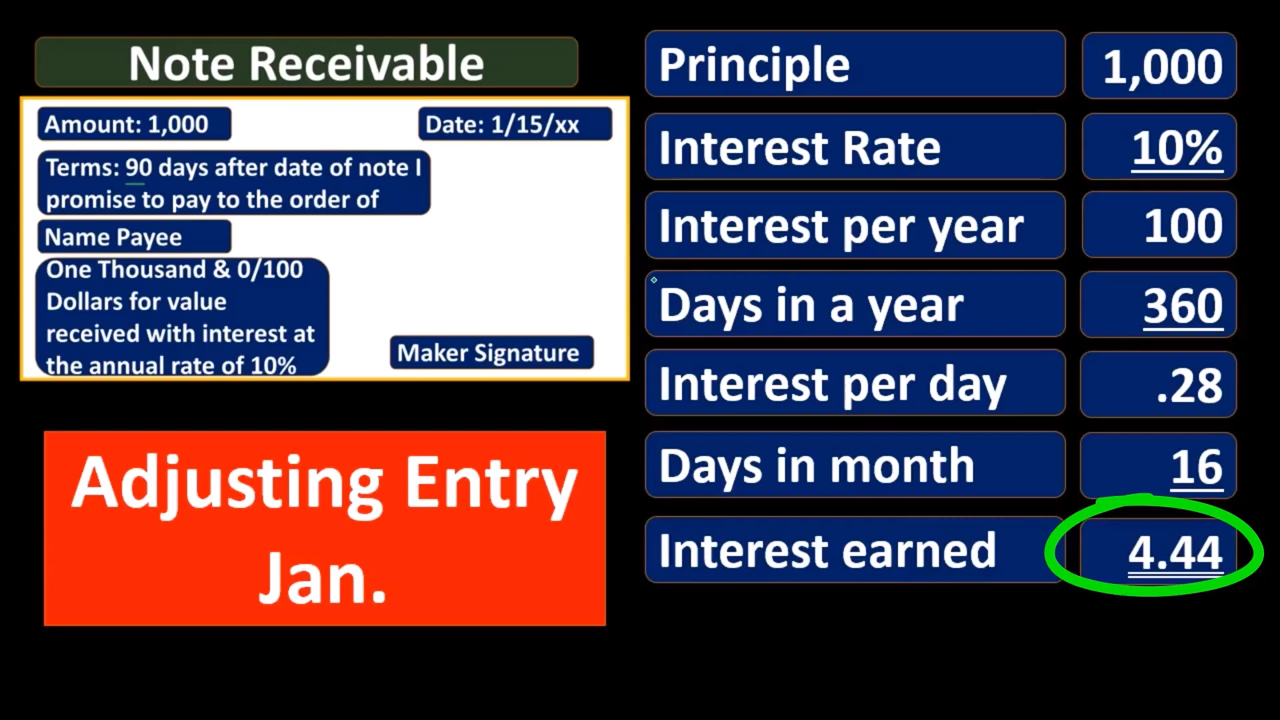 Note Receivable
Amount: 1,000
Date: 1/15/xx
Terms: 90 days after date of note I
promise to pay to the order of
Name Payee
One Thousand & 0/100
Dollars for value
received with interest at
the annual rate of 10%
Maker Signature
Adjusting Entry
Jan.
Principle 1,000
Interest Rate 10%
Interest per year 100
Days in a year 360
Interest per day .28
Days in month 16
Interest earned 4.44